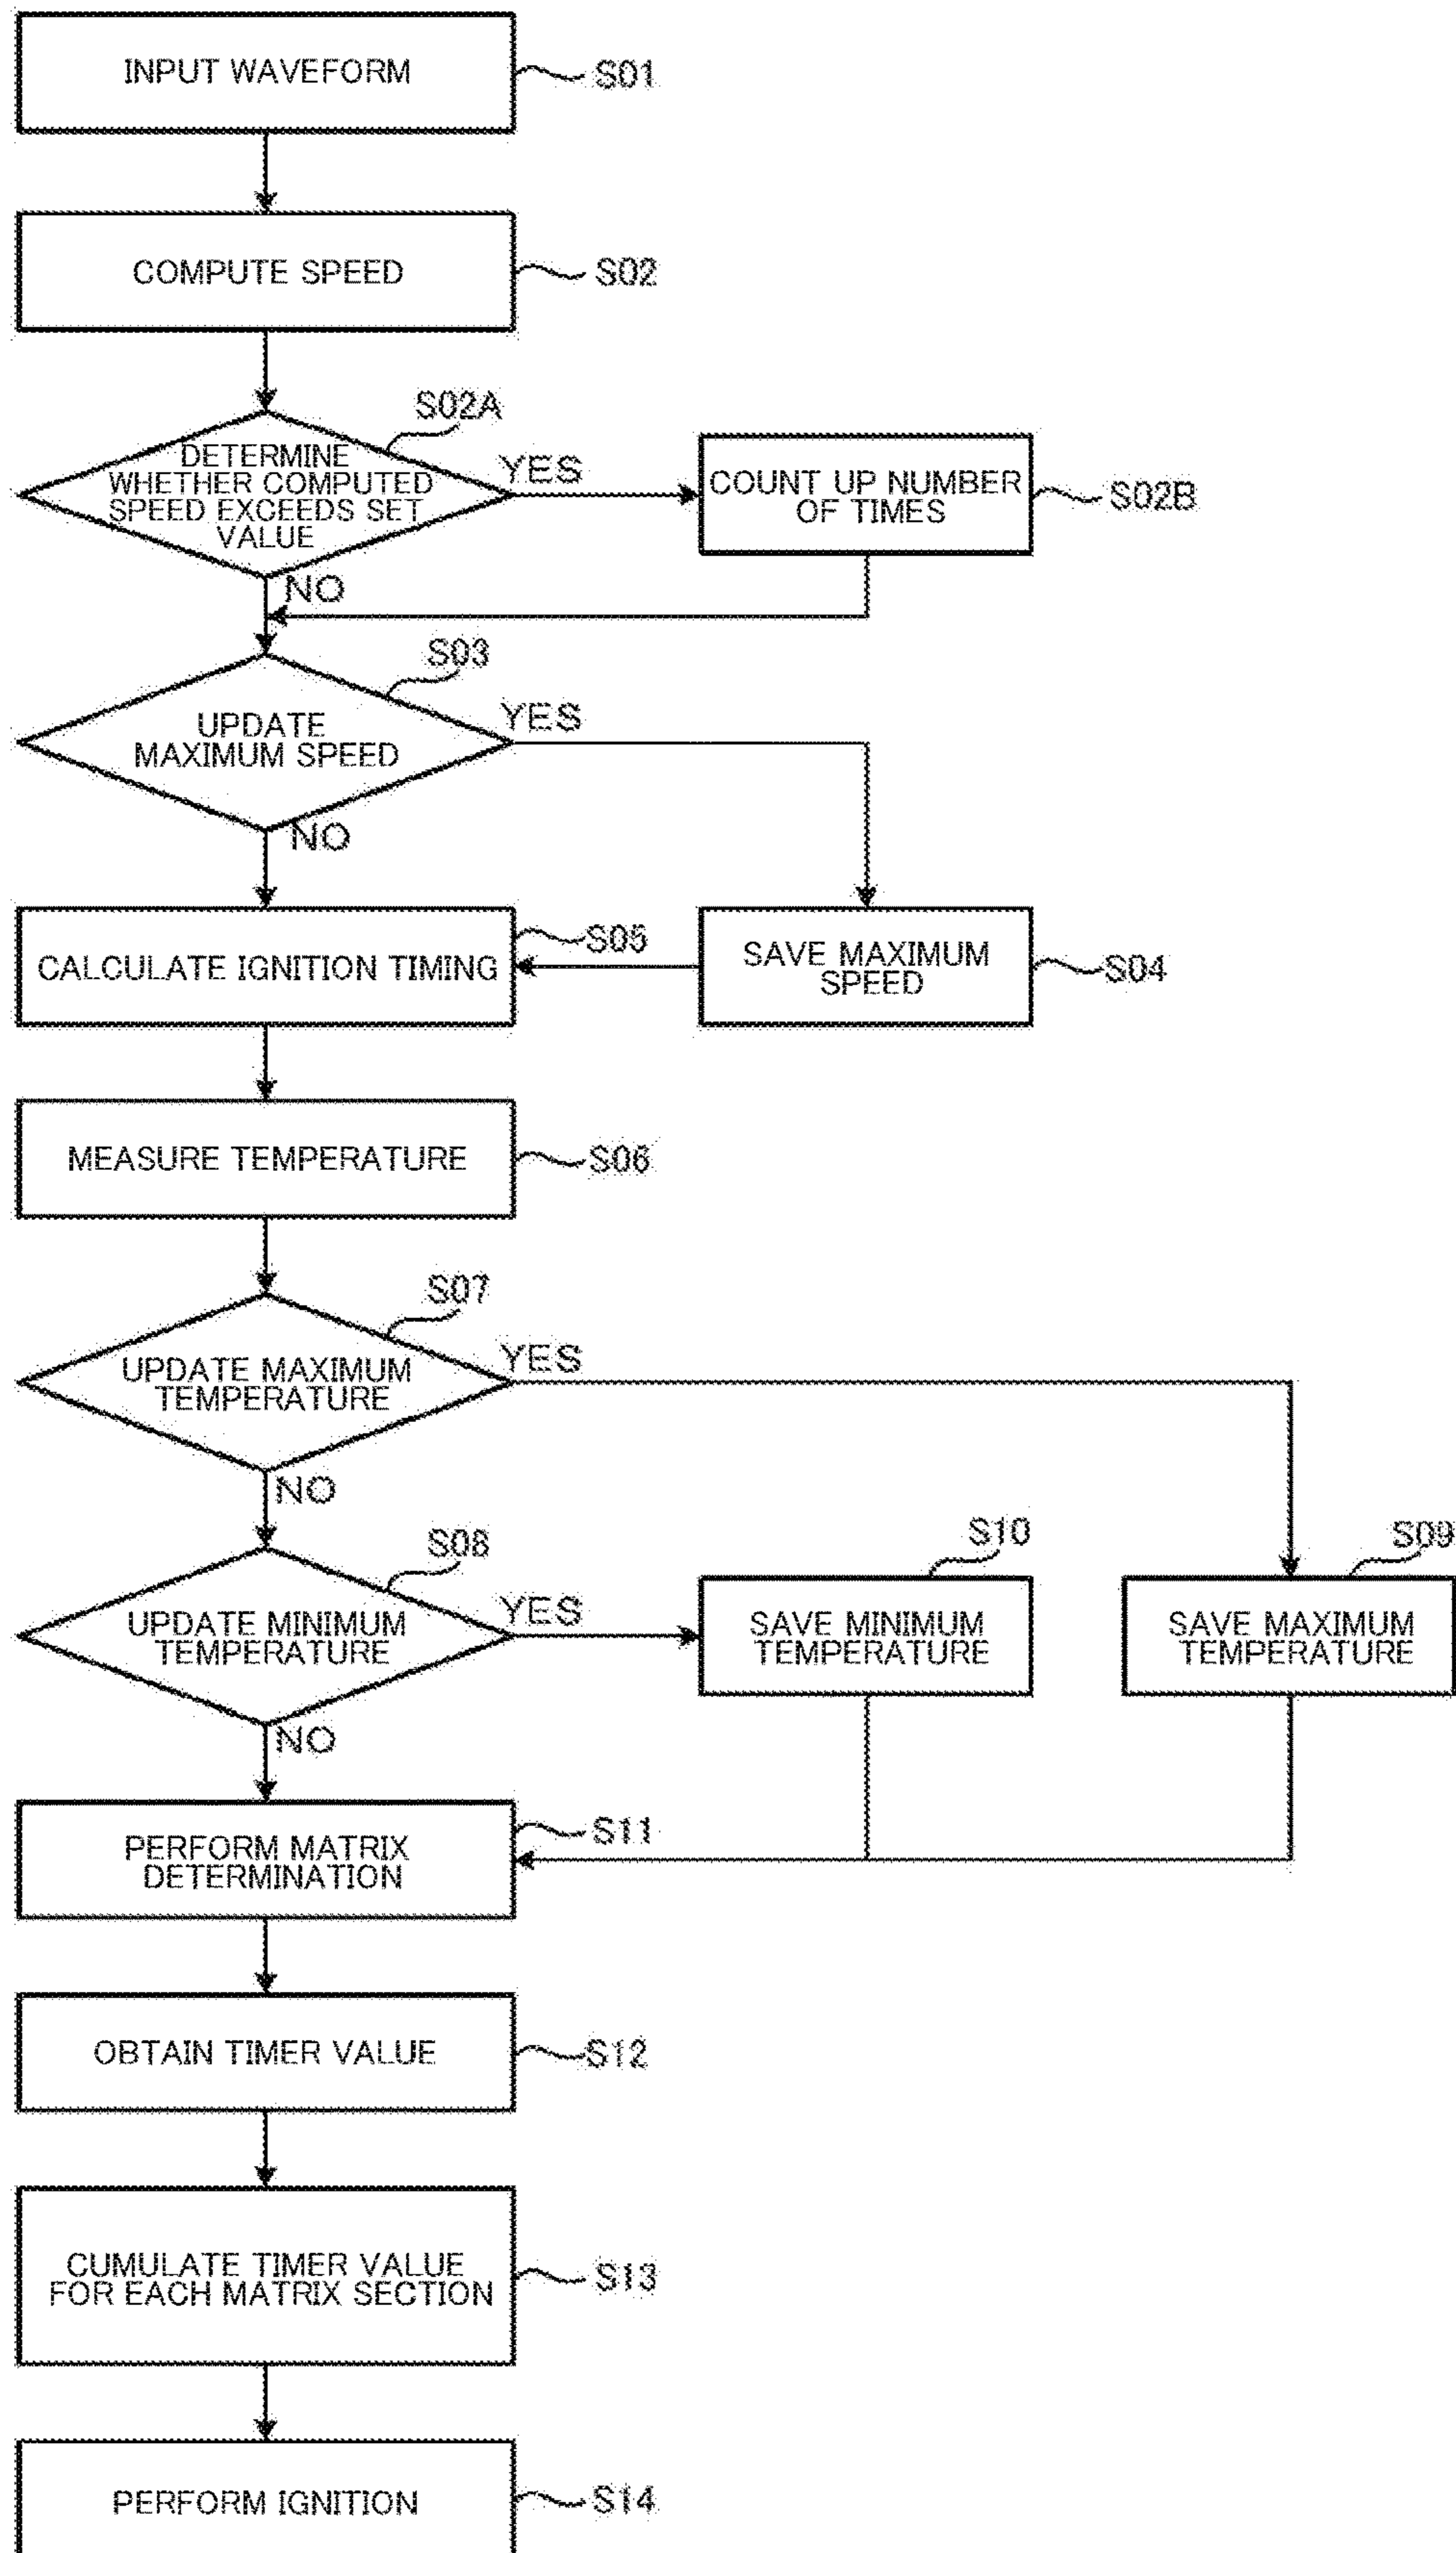 INPUT WAVEFORM
S01
COMPUTE SPEED
S02
S02A
DETERMINE
WHETHER COMPUTED
SPEED EXCEEDS SET
VALUE
YES
COUNT UP NUMBER
OF TIMES
S02B
NO
S03
UPDATE
MAXIMUM SPEED
YES
NO
CALCULATE IGNITION TIMING
S05
SAVE MAXIMUM
SPEED
S04
MEASURE TEMPERATURE
S06
S07
UPDATE MAXIMUM
TEMPERATURE
YES
NO
S08
UPDATE MINIMUM
TEMPERATURE
YES
S10
SAVE MINIMUM
TEMPERATURE
S09
SAVE MAXIMUM
TEMPERATURE
NO
PERFORM MATRIX
DETERMINATION
S11
OBTAIN TIMER VALUE
S12
CUMULATE TIMER VALUE
FOR EACH MATRIX SECTION
S13
PERFORM IGNITION
S14